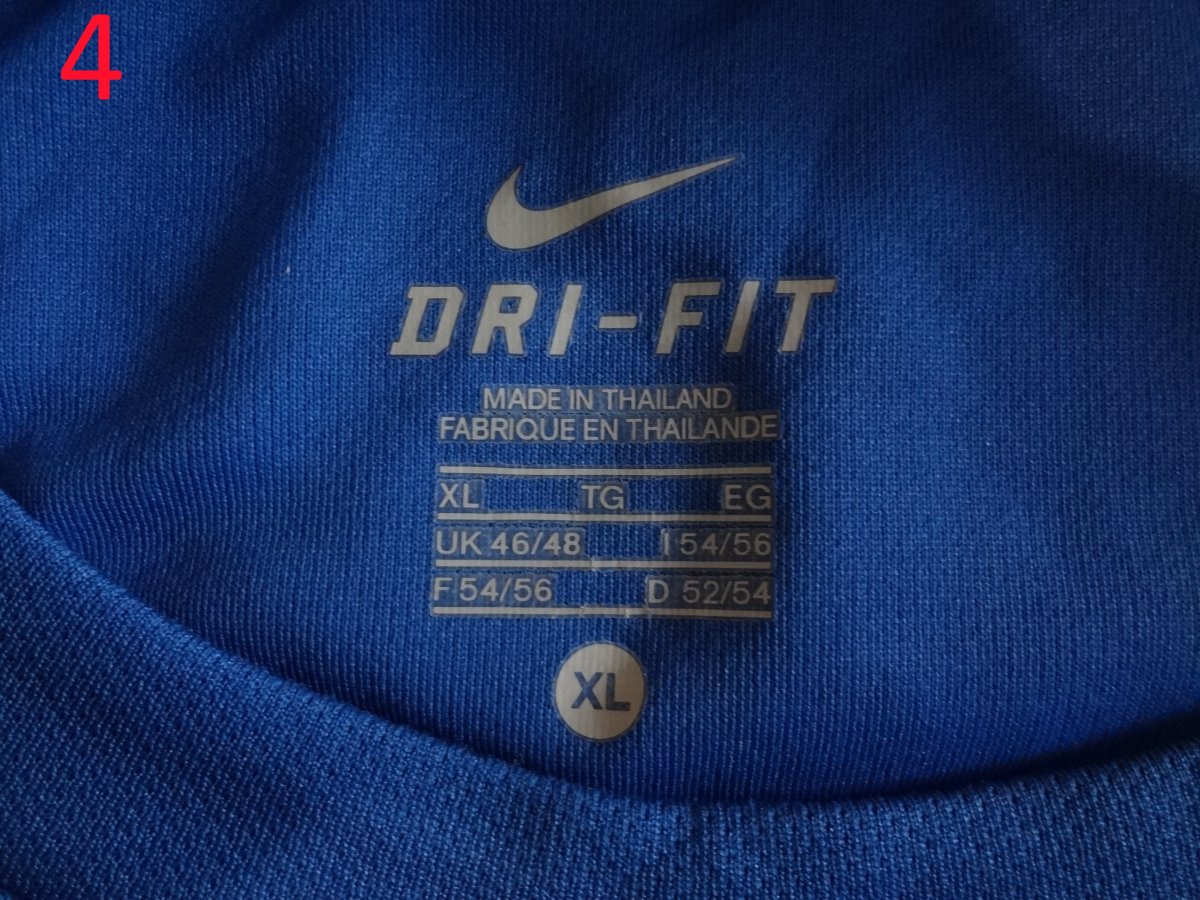 4
DRI-FIT
MADE IN THAILAND
FABRIQUE EN THAILANDE
XL TG EG
UK 46/48 I 54/56
F 54/56 D 52/54
XL